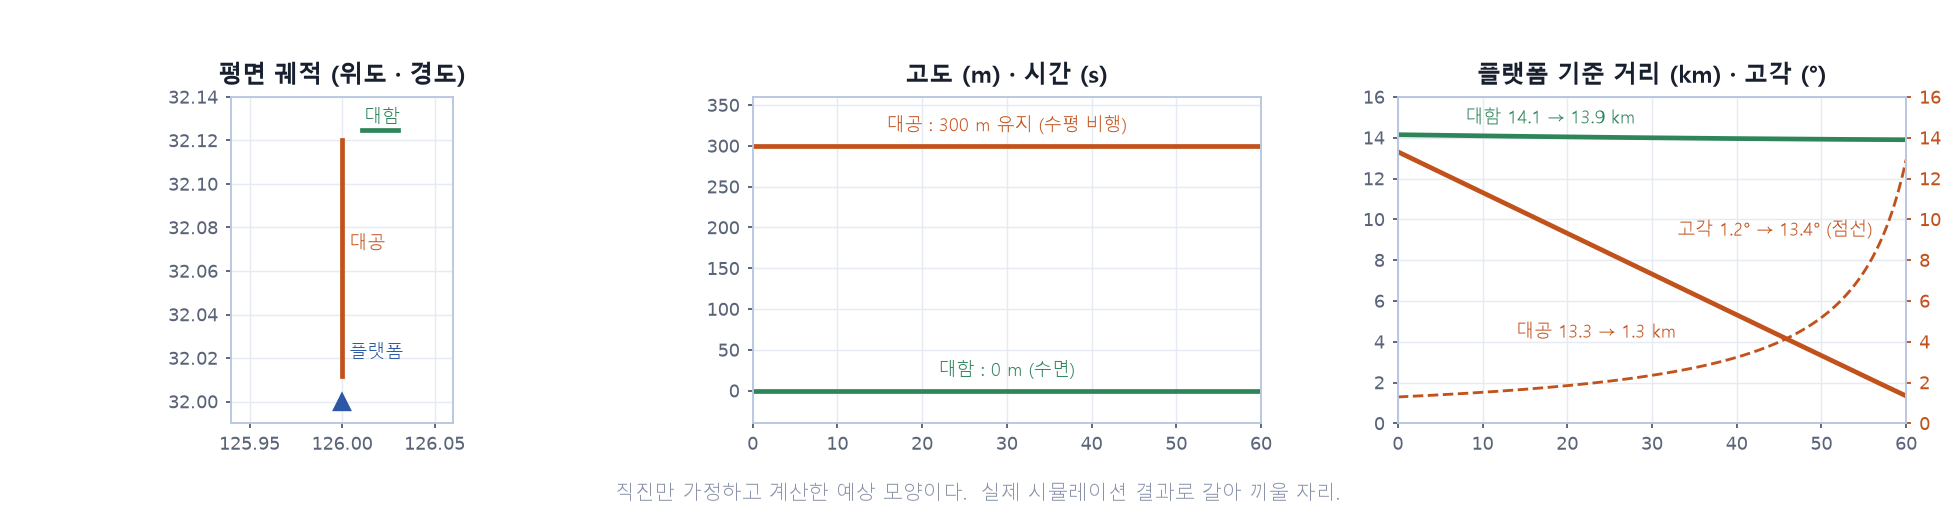 평면 궤적 (위도 · 경도)
32.14
32.12
32.10
32.08
32.06
32.04
32.02
32.00
125.95 126.00 126.05
대함
대공
플랫폼
고도 (m) · 시간 (s)
350
300
250
200
150
100
50
0
0 10 20 30 40 50 60
대공 : 300 m 유지 (수평 비행)
대함 : 0 m (수면)
플랫폼 기준 거리 (km) · 고각 (°)
16
14
12
10
8
6
4
2
0
0 10 20 30 40 50 60
16
14
12
10
8
6
4
2
0
대함 14.1 → 13.9 km
고각 1.2° → 13.4° (점선)
대공 13.3 → 1.3 km
직진만 가정하고 계산한 예상 모양이다. 실제 시뮬레이션 결과로 갈아 끼울 자리.